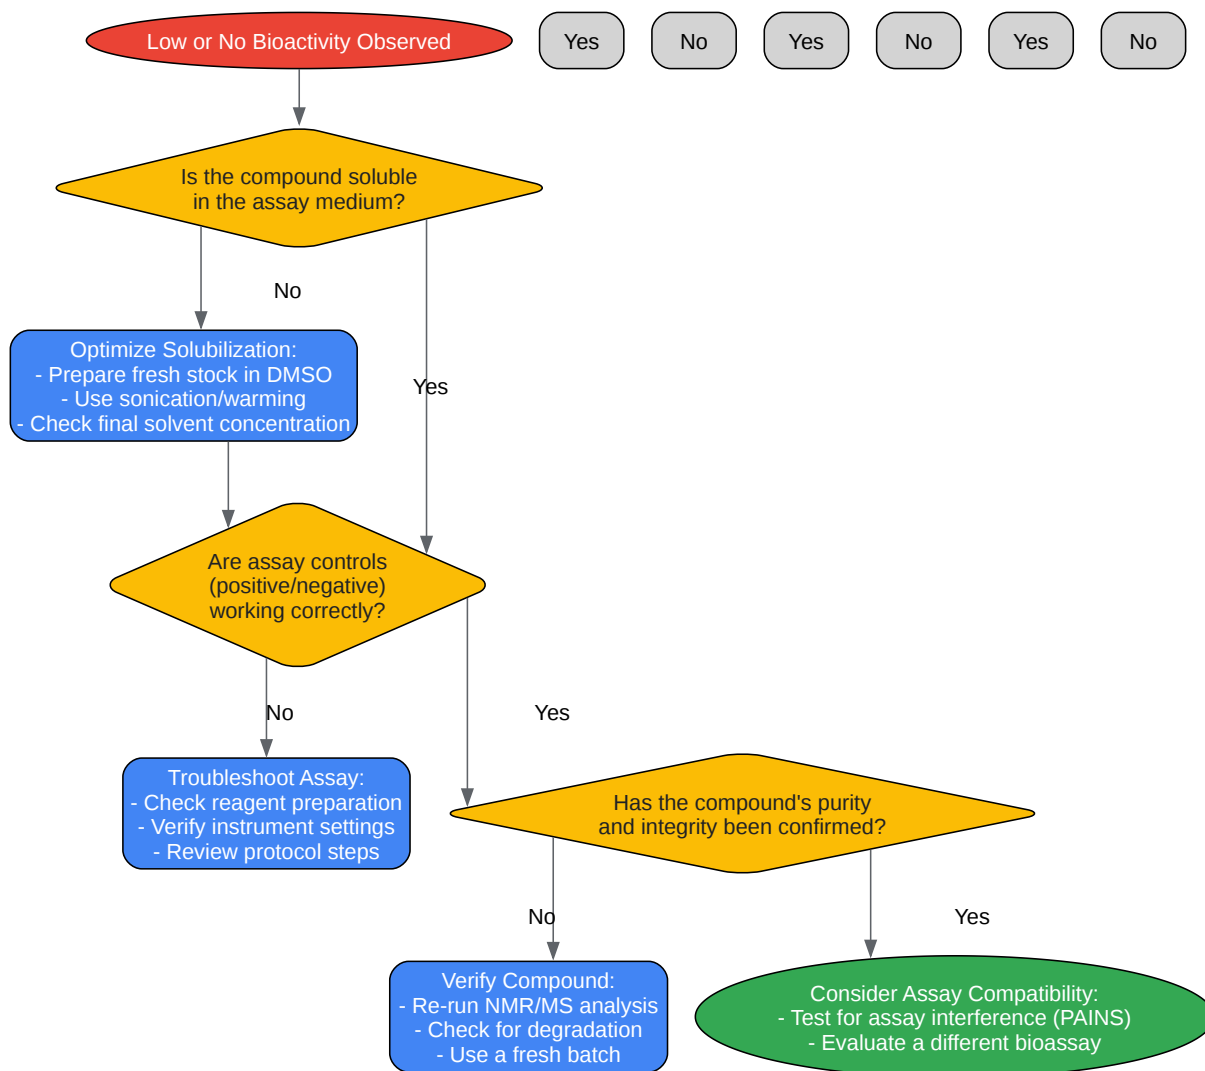 Low or No Bioactivity Observed
Yes
No
Yes
No
Yes
No
Is the compound soluble
in the assay medium?
No
Optimize Solubilization:
- Prepare fresh stock in DMSO
- Use sonication/warming
- Check final solvent concentration
Yes
Are assay controls
(positive/negative)
working correctly?
No
Yes
Troubleshoot Assay:
- Check reagent preparation
- Verify instrument settings
- Review protocol steps
Has the compound's purity
and integrity been confirmed?
No
Yes
Verify Compound:
- Re-run NMR/MS analysis
- Check for degradation
- Use a fresh batch
Consider Assay Compatibility:
- Test for assay interference (PAINS)
- Evaluate a different bioassay